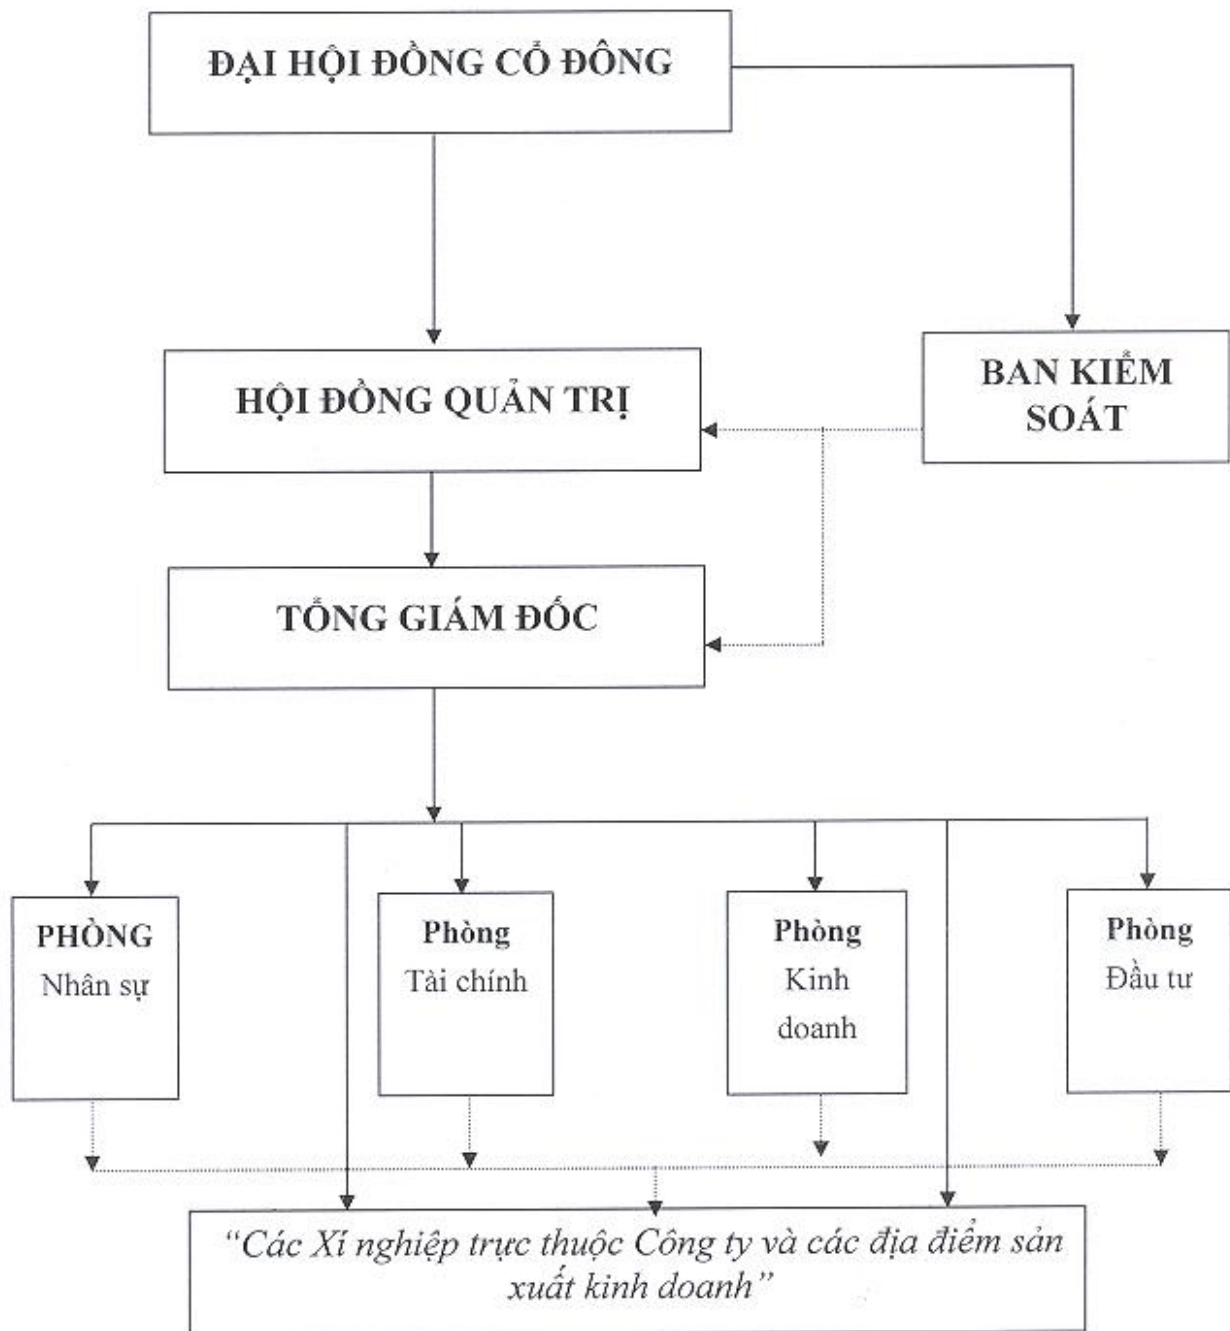 ĐẠI HỘI ĐỒNG CỔ ĐÔNG
HỘI ĐỒNG QUẢN TRỊ
BAN KIỂM
SOÁT
TỔNG GIÁM ĐỐC
PHÒNG
Nhân sự
Phòng
Tài chính
Phòng
Kinh
doanh
Phòng
Đầu tư
“Các Xí nghiệp trực thuộc Công ty và các địa điểm sản
xuất kinh doanh”